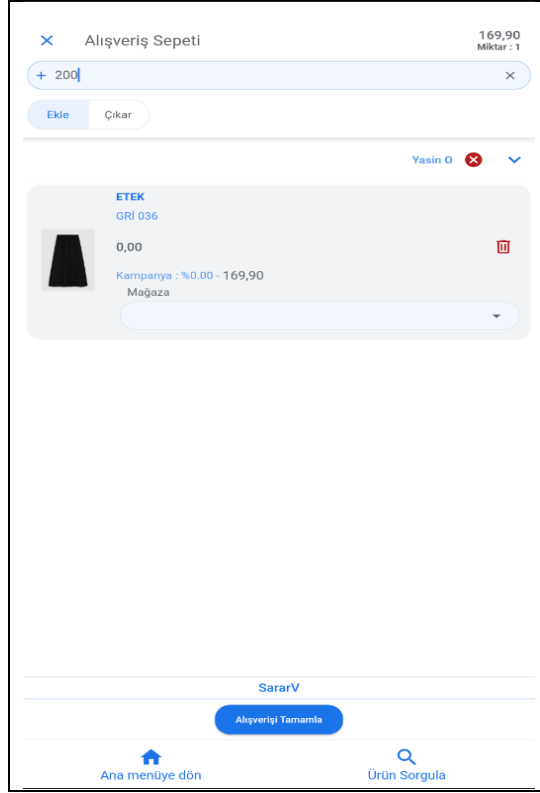 Alışveriş Sepeti
169,90
Miktar : 1
+ 200
Ekle
Çıkar
Yasin O
ETEK
GRİ 036
0,00
Kampanya : %0.00 - 169,90
Mağaza
SararV
Alışverişi Tamamla
Ana menüye dön
Ürün Sorgula